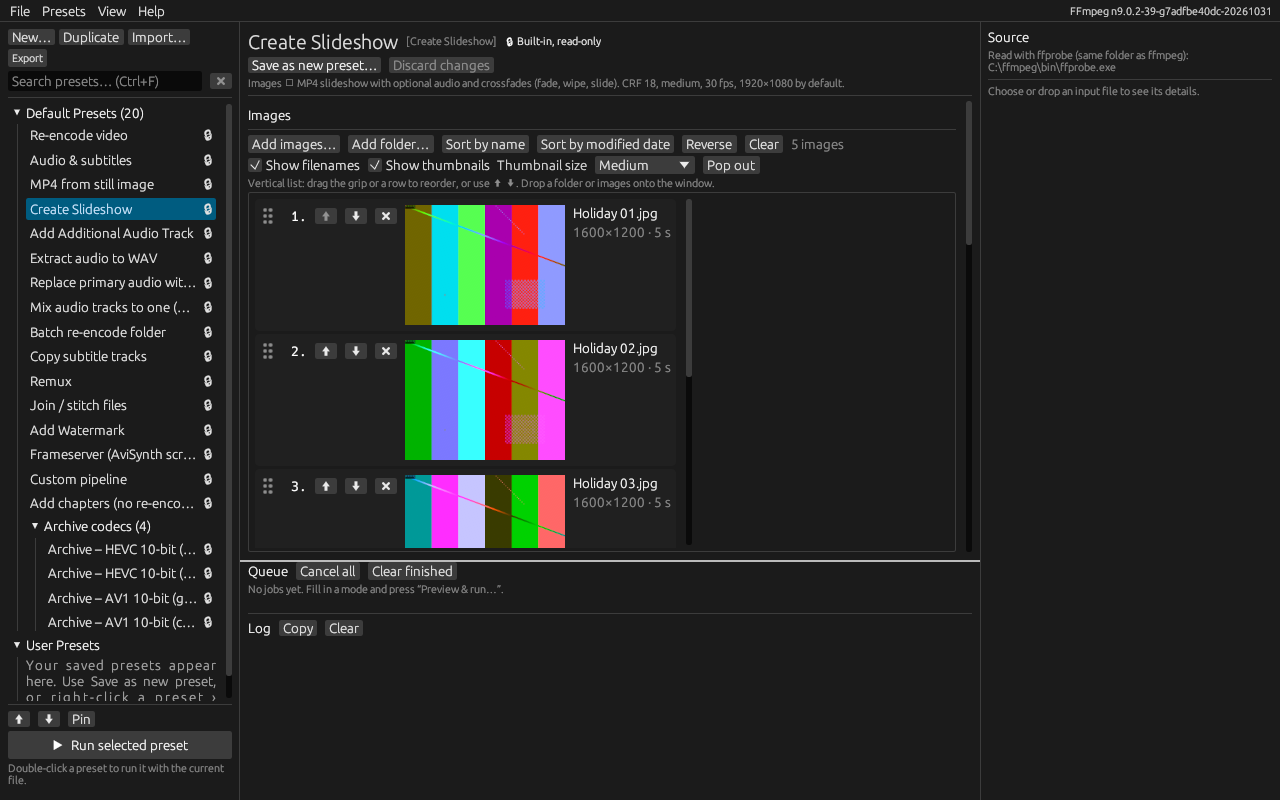 File Presets View Help
FFmpeg n9.0.2-39-g7adfbe40dc-20261031
New… Duplicate Import…
Export
Search presets… (Ctrl+F)
Default Presets (20)
Re-encode video
Audio & subtitles
MP4 from still image
Create Slideshow
Add Additional Audio Track
Extract audio to WAV
Replace primary audio wit…
Mix audio tracks to one (…
Batch re-encode folder
Copy subtitle tracks
Remux
Join / stitch files
Add Watermark
Frameserver (AviSynth scr…
Custom pipeline
Add chapters (no re-enco…
Archive codecs (4)
Archive – HEVC 10-bit (…
Archive – HEVC 10-bit (…
Archive – AV1 10-bit (g…
Archive – AV1 10-bit (c…
User Presets
Your saved presets appear
here. Use Save as new preset,
or right-click a preset ›
Pin
Run selected preset
Double-click a preset to run it with the current
file.
Create Slideshow [Create Slideshow] Built-in, read-only
Save as new preset… Discard changes
Images □ MP4 slideshow with optional audio and crossfades (fade, wipe, slide). CRF 18, medium, 30 fps, 1920×1080 by default.
Images
Add images… Add folder… Sort by name Sort by modified date Reverse Clear 5 images
Show filenames Show thumbnails Thumbnail size Medium Pop out
Vertical list: drag the grip or a row to reorder, or use ⬆ ⬇. Drop a folder or images onto the window.
1. Holiday 01.jpg
1600×1200 · 5 s
2. Holiday 02.jpg
1600×1200 · 5 s
3. Holiday 03.jpg
1600×1200 · 5 s
Queue Cancel all Clear finished
No jobs yet. Fill in a mode and press “Preview & run…”.
Log Copy Clear
Source
Read with ffprobe (same folder as ffmpeg):
C:\ffmpeg\bin\ffprobe.exe
Choose or drop an input file to see its details.